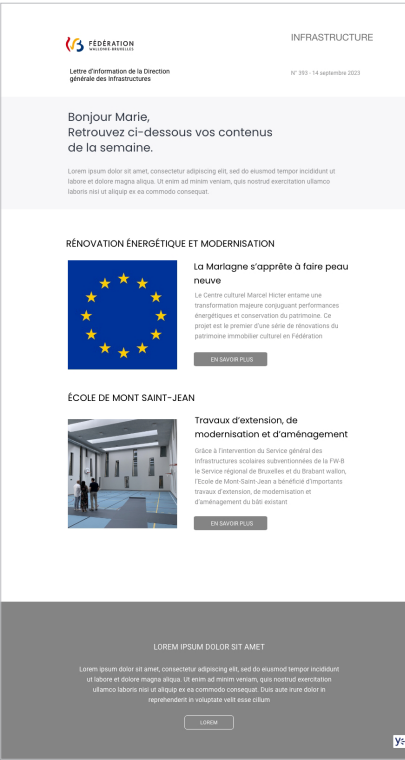 FÉDÉRATION
WALLONIE-BRUXELLES
INFRASTRUCTURE
Lettre d'information de la Direction
générale des Infrastructures
N° 393 - 14 septembre 2023
Bonjour Marie,
Retrouvez ci-dessous vos contenus
de la semaine.
Lorem ipsum dolor sit amet, consectetur adipiscing elit, sed do eiusmod tempor incididunt ut
labore et dolore magna aliqua. Ut enim ad minim veniam, quis nostrud exercitation ullamco
laboris nisi ut aliquip ex ea commodo consequat.
RÉNOVATION ÉNERGÉTIQUE ET MODERNISATION
La Marlagne s'apprête à faire peau
neuve
Le Centre culturel Marcel Hicter entame une
transformation majeure conjuguant performances
énergétiques et conservation du patrimoine. Ce
projet est le premier d'une série de rénovations du
patrimoine immobilier culturel en Fédération
EN SAVOIR PLUS
ÉCOLE DE MONT SAINT-JEAN
Travaux d'extension, de
modernisation et d'aménagement
Grâce à l'intervention du Service général des
Infrastructures scolaires subventionnées de la FW-B
le Service régional de Bruxelles et du Brabant wallon,
l'Ecole de Mont-Saint-Jean a bénéficié d'importants
travaux d'extension, de modernisation et
d'aménagement du bâti existant
EN SAVOIR PLUS
LOREM IPSUM DOLOR SIT AMET
Lorem ipsum dolor sit amet, consectetur adipiscing elit, sed do eiusmod tempor incididunt
ut labore et dolore magna aliqua. Ut enim ad minim veniam, quis nostrud exercitation
ullamco laboris nisi ut aliquip ex ea commodo consequat. Duis aute irure dolor in
reprehenderit in voluptate velit esse cillum
LOREM